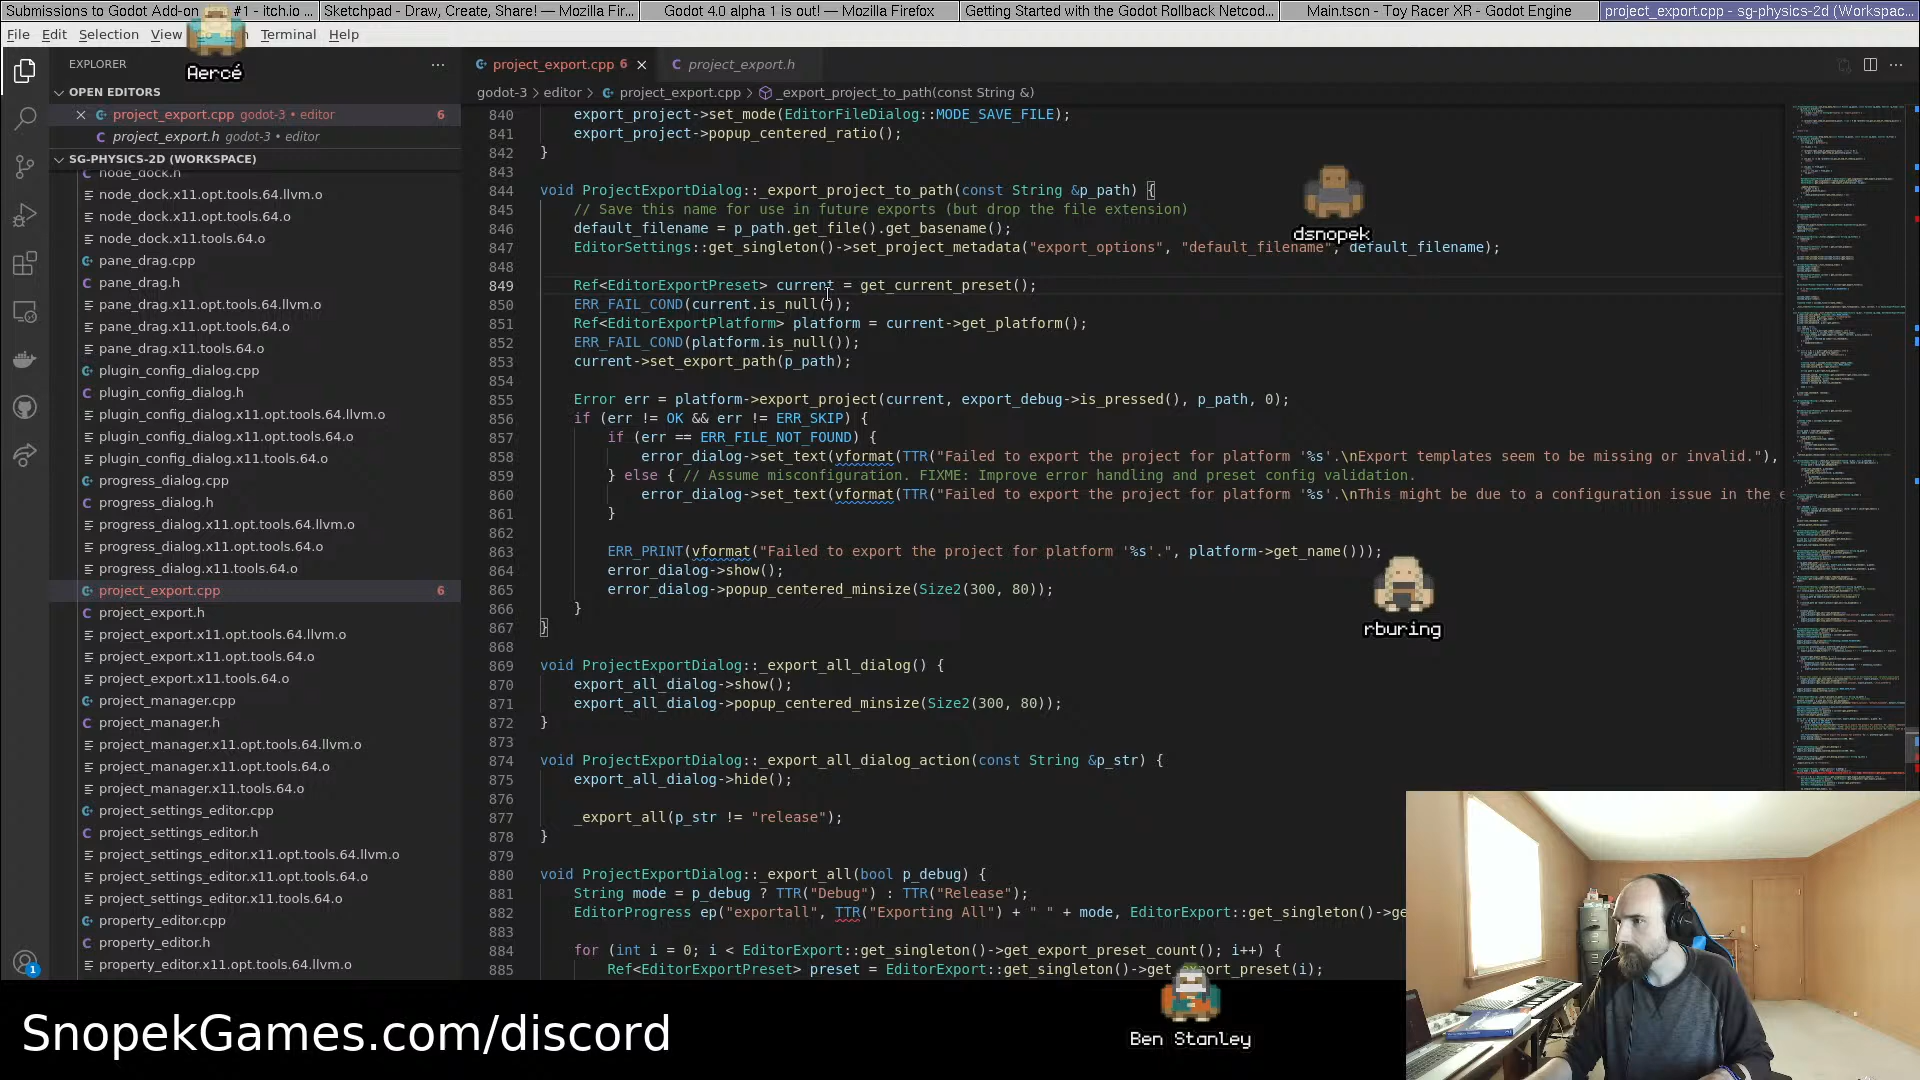 Submissions to Godot Add-on #1 - itch.io ...
Sketchpad - Draw, Create, Share! — Mozilla Fir...
Godot 4.0 alpha 1 is out! — Mozilla Firefox
Getting Started with the Godot Rollback Netcod...
Main.tscn - Toy Racer XR - Godot Engine
project_export.cpp - sg-physics-2d (Workspac...
File Edit Selection View Terminal Help
Aercé
EXPLORER
OPEN EDITORS
project_export.cpp godot-3 • editor 6
project_export.h godot-3 • editor
SG-PHYSICS-2D (WORKSPACE)
node_dock.h
node_dock.x11.opt.tools.64.llvm.o
node_dock.x11.opt.tools.64.o
node_dock.x11.tools.64.o
pane_drag.cpp
pane_drag.h
pane_drag.x11.opt.tools.64.llvm.o
pane_drag.x11.opt.tools.64.o
pane_drag.x11.tools.64.o
plugin_config_dialog.cpp
plugin_config_dialog.h
plugin_config_dialog.x11.opt.tools.64.llvm.o
plugin_config_dialog.x11.opt.tools.64.o
plugin_config_dialog.x11.tools.64.o
progress_dialog.cpp
progress_dialog.h
progress_dialog.x11.opt.tools.64.llvm.o
progress_dialog.x11.opt.tools.64.o
progress_dialog.x11.tools.64.o
project_export.cpp 6
project_export.h
project_export.x11.opt.tools.64.llvm.o
project_export.x11.opt.tools.64.o
project_export.x11.tools.64.o
project_manager.cpp
project_manager.h
project_manager.x11.opt.tools.64.llvm.o
project_manager.x11.opt.tools.64.o
project_manager.x11.tools.64.o
project_settings_editor.cpp
project_settings_editor.h
project_settings_editor.x11.opt.tools.64.llvm.o
project_settings_editor.x11.opt.tools.64.o
project_settings_editor.x11.tools.64.o
property_editor.cpp
property_editor.h
property_editor.x11.opt.tools.64.llvm.o
1
project_export.cpp 6
project_export.h
godot-3 > editor > project_export.cpp > _export_project_to_path(const String &)
840 export_project->set_mode(EditorFileDialog::MODE_SAVE_FILE);
841 export_project->popup_centered_ratio();
842 }
843
844 void ProjectExportDialog::_export_project_to_path(const String &p_path) {
845 // Save this name for use in future exports (but drop the file extension)
846 default_filename = p_path.get_file().get_basename();
847 EditorSettings::get_singleton()->set_project_metadata("export_options", "default_filename", default_filename);
848
849 Ref<EditorExportPreset> current = get_current_preset();
850 ERR_FAIL_COND(current.is_null());
851 Ref<EditorExportPlatform> platform = current->get_platform();
852 ERR_FAIL_COND(platform.is_null());
853 current->set_export_path(p_path);
854
855 Error err = platform->export_project(current, export_debug->is_pressed(), p_path, 0);
856 if (err != OK && err != ERR_SKIP) {
857 if (err == ERR_FILE_NOT_FOUND) {
858 error_dialog->set_text(vformat(TTR("Failed to export the project for platform '%s'.\nExport templates seem to be missing or invalid."),
859 } else { // Assume misconfiguration. FIXME: Improve error handling and preset config validation.
860 error_dialog->set_text(vformat(TTR("Failed to export the project for platform '%s'.\nThis might be due to a configuration issue in the e
861 }
862
863 ERR_PRINT(vformat("Failed to export the project for platform '%s'.", platform->get_name()));
864 error_dialog->show();
865 error_dialog->popup_centered_minsize(Size2(300, 80));
866 }
867 }
868
869 void ProjectExportDialog::_export_all_dialog() {
870 export_all_dialog->show();
871 export_all_dialog->popup_centered_minsize(Size2(300, 80));
872 }
873
874 void ProjectExportDialog::_export_all_dialog_action(const String &p_str) {
875 export_all_dialog->hide();
876
877 _export_all(p_str != "release");
878 }
879
880 void ProjectExportDialog::_export_all(bool p_debug) {
881 String mode = p_debug ? TTR("Debug") : TTR("Release");
882 EditorProgress ep("exportall", TTR("Exporting All") + " " + mode, EditorExport::get_singleton()->ge
883
884 for (int i = 0; i < EditorExport::get_singleton()->get_export_preset_count(); i++) {
885 Ref<EditorExportPreset> preset = EditorExport::get_singleton()->get_export_preset(i);
dsnopek
rburing
Ben Stanley
SnopekGames.com/discord